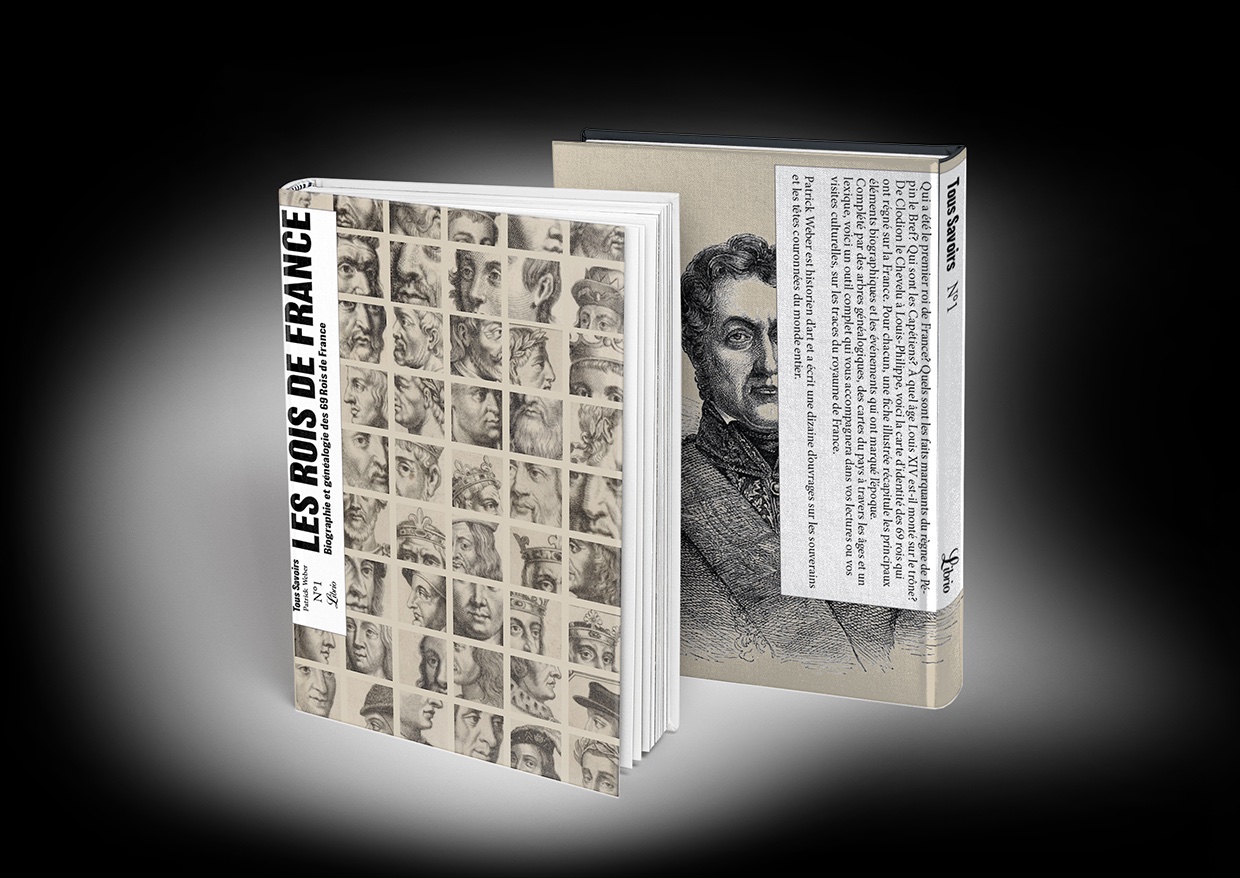 LES ROIS DE FRANCE
Biographie et généalogie des 69 Rois de France
Tous Savoirs
Patrick Weber
N°1
Librio
Tous Savoirs N°1
Librio
Qui a été le premier roi de France? Quels sont les faits marquants du règne de Pé-
pin le Bref? Qui sont les Capétiens? À quel âge Louis XIV est-il monté sur le trône?
De Clodion le Chevelu à Louis-Philippe, voici la carte d'identité des 69 rois qui
ont régné sur la France. Pour chacun, une fiche illustrée récapitule les principaux
éléments biographiques et les événements qui ont marqué l'époque.
Complété par des arbres généalogiques, des cartes du pays à travers les âges et un
lexique, voici un outil complet qui vous accompagnera dans vos lectures ou vos
visites culturelles, sur les traces du royaume de France.
Patrick Weber est historien d'art et a écrit une dizaine d'ouvrages sur les souverains
et les têtes couronnées du monde entier.